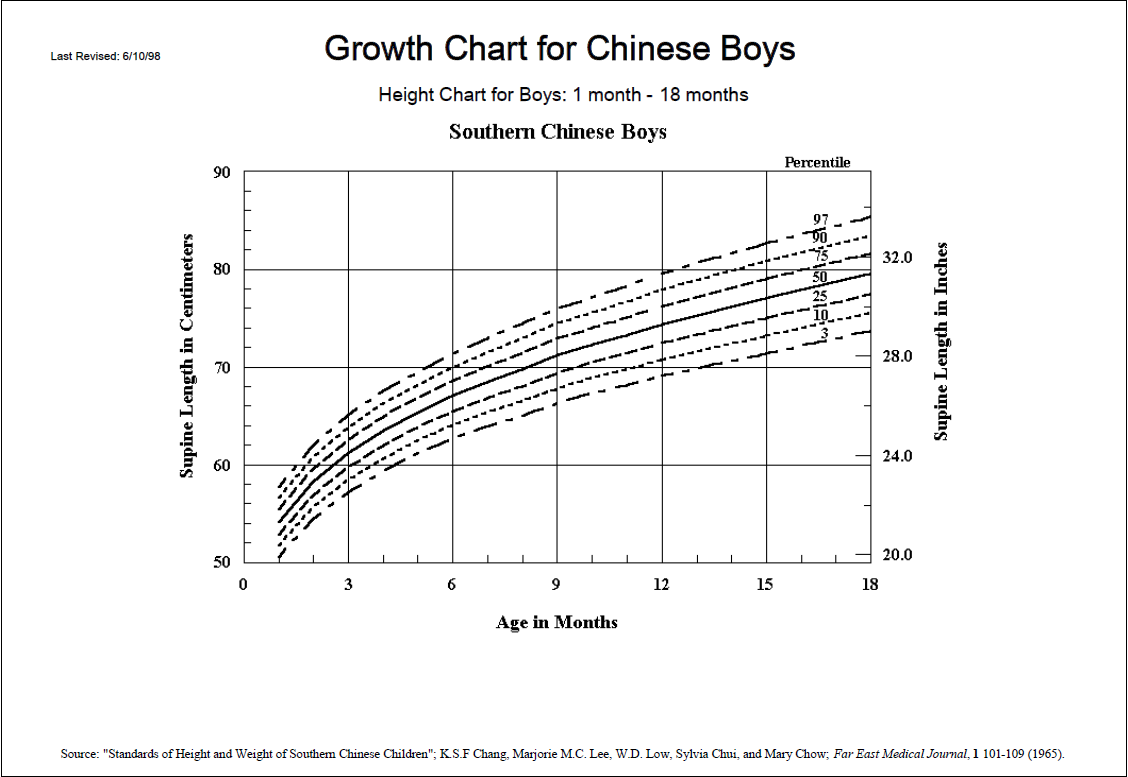 Growth Chart for Chinese Boys
Last Revised: 6/10/98
Height Chart for Boys: 1 month - 18 months
Southern Chinese Boys
Percentile
90
80
70
60
50
Supine Length in Centimeters
97
90
75
50
25
10
3
32.0
28.0
24.0
20.0
Supine Length in Inches
0 3 6 9 12 15 18
Age in Months
Source: "Standards of Height and Weight of Southern Chinese Children"; K.S.F Chang, Marjorie M.C. Lee, W.D. Low, Sylvia Chui, and Mary Chow; Far East Medical Journal, 1 101-109 (1965).